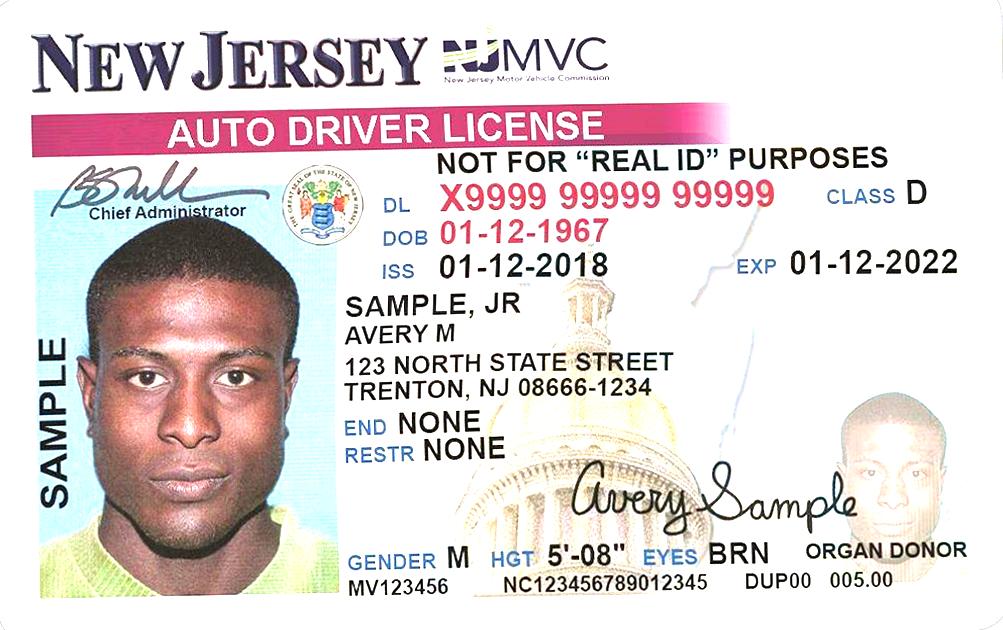 NEW JERSEY NJMVC
New Jersey Motor Vehicle Commission
AUTO DRIVER LICENSE
NOT FOR “REAL ID” PURPOSES
Chief Administrator
THE GREAT SEAL OF THE STATE OF NEW JERSEY
DL X9999 99999 99999 CLASS D
DOB 01-12-1967
ISS 01-12-2018 EXP 01-12-2022
SAMPLE, JR
AVERY M
123 NORTH STATE STREET
TRENTON, NJ 08666-1234
END NONE
RESTR NONE
SAMPLE
Avery Sample
GENDER M HGT 5'-08" EYES BRN ORGAN DONOR
MV123456 NC123456789012345 DUP00 005.00